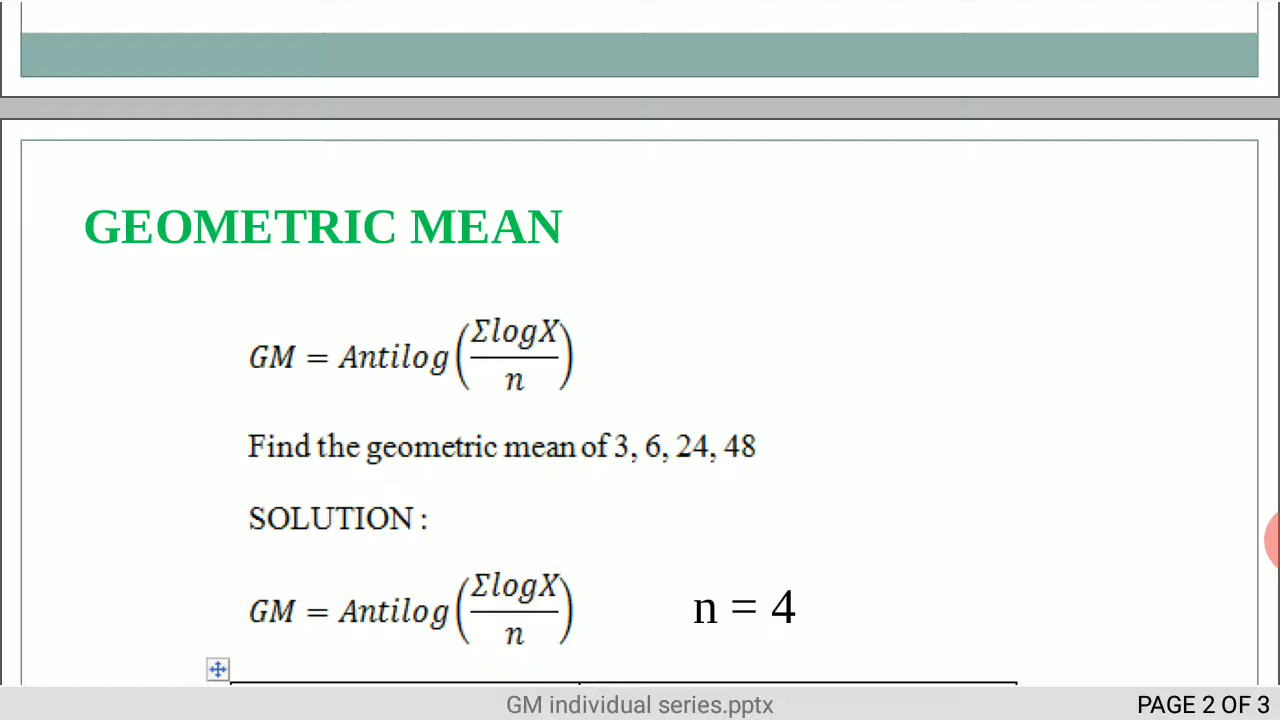 GEOMETRIC MEAN
GM = Antilog(ΣlogX/n)
Find the geometric mean of 3, 6, 24, 48
SOLUTION :
GM = Antilog(ΣlogX/n) n = 4
GM individual series.pptx PAGE 2 OF 3